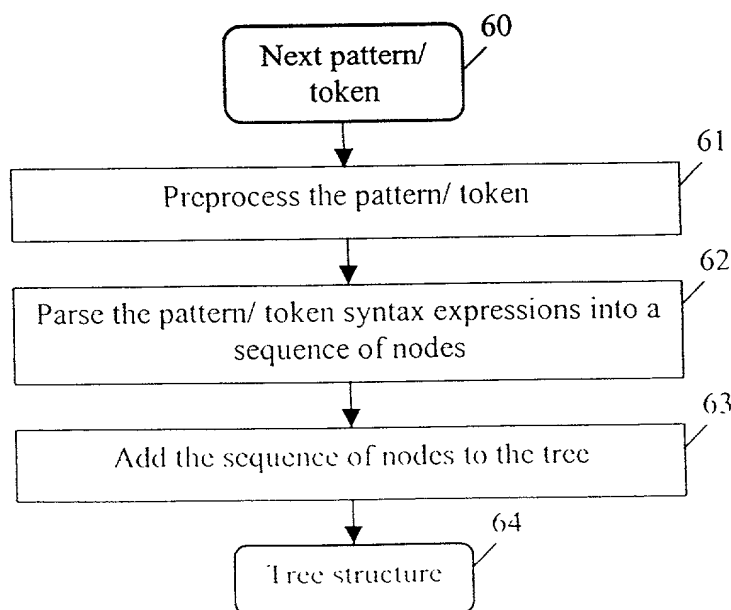 60
Next pattern/
token
61
Preprocess the pattern/ token
62
Parse the pattern/ token syntax expressions into a
sequence of nodes
63
Add the sequence of nodes to the tree
64
Tree structure